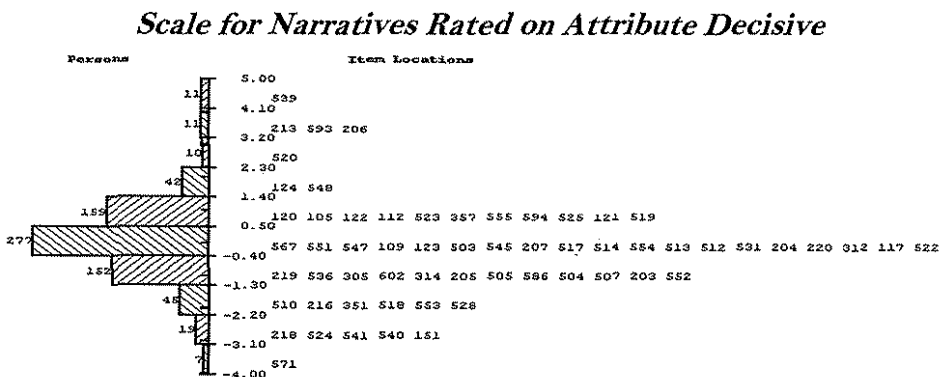 Scale for Narratives Rated on Attribute Decisive
Persons Item Locations
5.00
11 539
4.10
11 213 593 206
3.20
10 520
2.30
42 124 548
1.40
159 120 105 122 112 523 357 555 594 525 121 519
0.50
277 567 551 547 109 123 503 545 207 517 514 554 513 512 531 204 220 312 117 522
-0.40
152 219 536 305 602 314 205 505 586 504 507 203 552
-1.30
45 510 216 351 518 553 528
-2.20
19 218 524 541 540 151
-3.10
7 571
-4.00